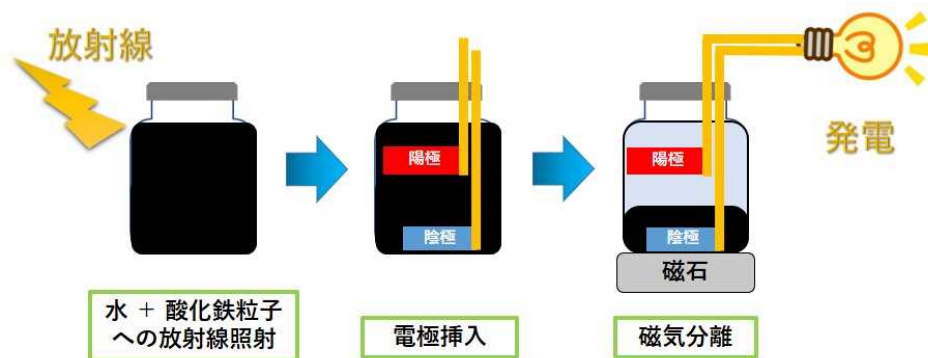 放射線
陽極
陰極
陽極
陰極
磁石
発電
水 + 酸化鉄粒子
への放射線照射
電極挿入
磁気分離